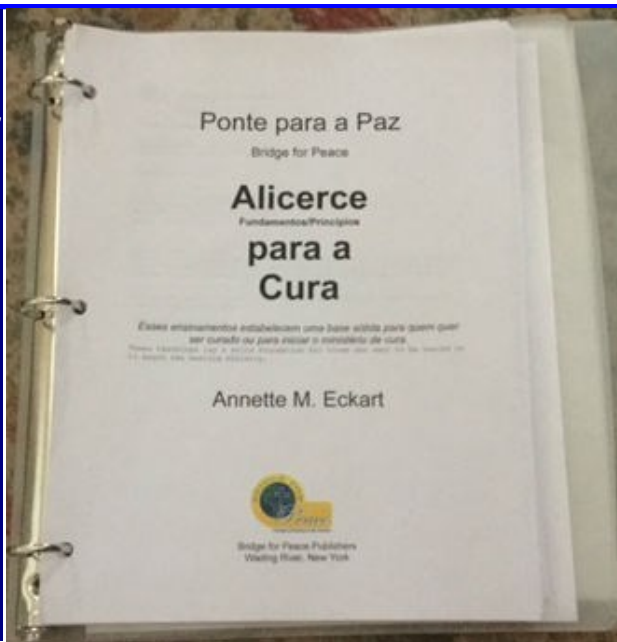 Ponte para a Paz
Bridge for Peace
Alicerce
Fundamentos/Princípios
para a
Cura
Esses ensinamentos estabelecem uma base sólida para quem quer
ser curado ou para iniciar o ministério de cura.
Annette M. Eckart
Bridge for Peace Publishers
Wading River, New York